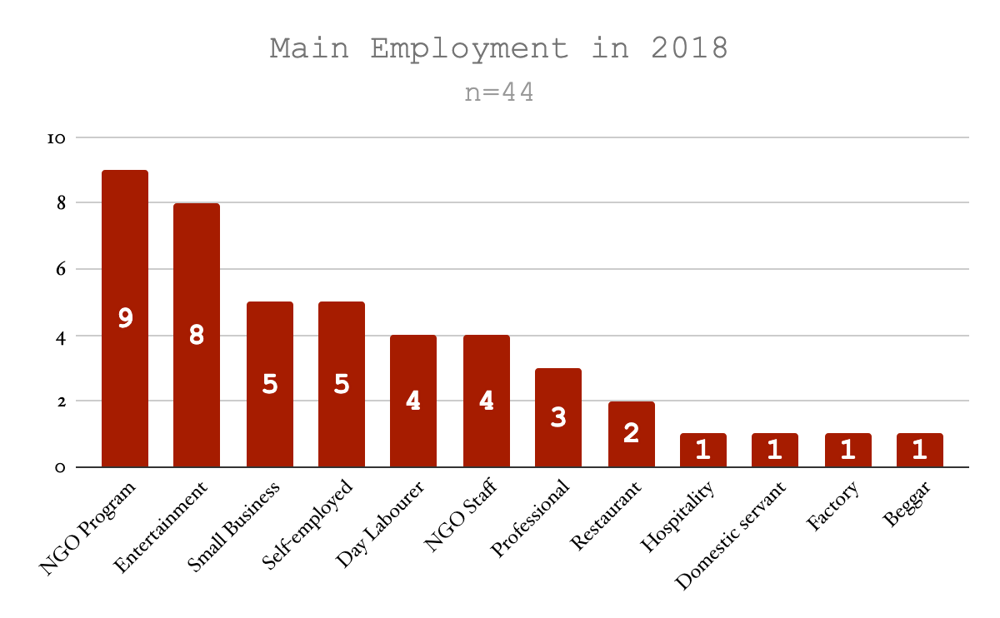 Main Employment in 2018
n=44
10
8
6
4
2
0
9
8
5
5
4
4
3
2
1
1
1
1
NGO Program
Entertainment
Small Business
Self-employed
Day Labourer
NGO Staff
Professional
Restaurant
Hospitality
Domestic servant
Factory
Beggar